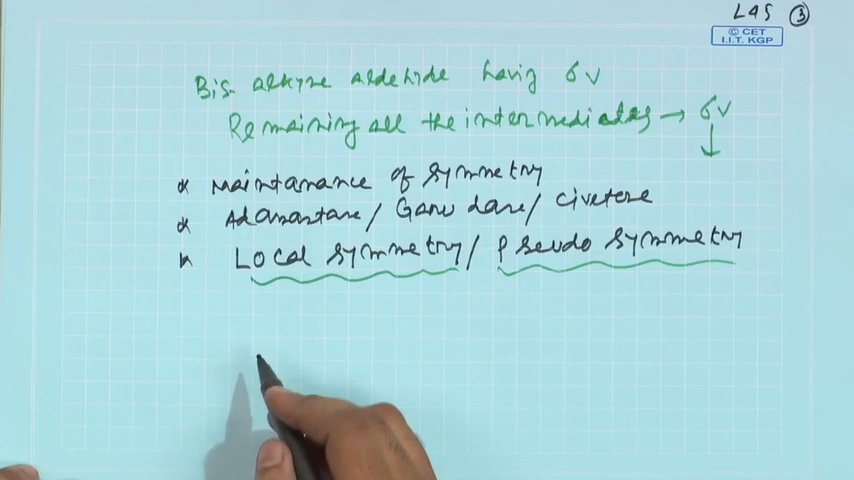 L45 3
© CET
I.I.T. KGP
Bis. alkyne aldehide having σv
Remaining all the intermediates → σv
* Maintanance of symmetry
* Adamantane / Garudane / Civetone
* Local symmetry / Pseudo symmetry